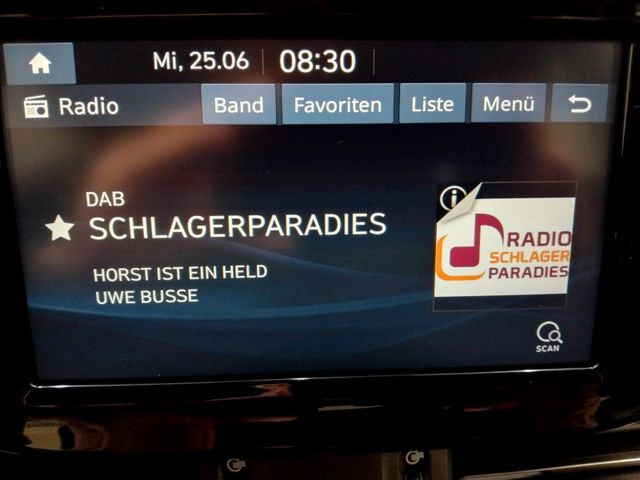 Mi, 25.06 08:30
Radio Band Favoriten Liste Menü
DAB
SCHLAGERPARADIES
HORST IST EIN HELD
UWE BUSSE
i
RADIO
SCHLAGER
PARADIES
SCAN